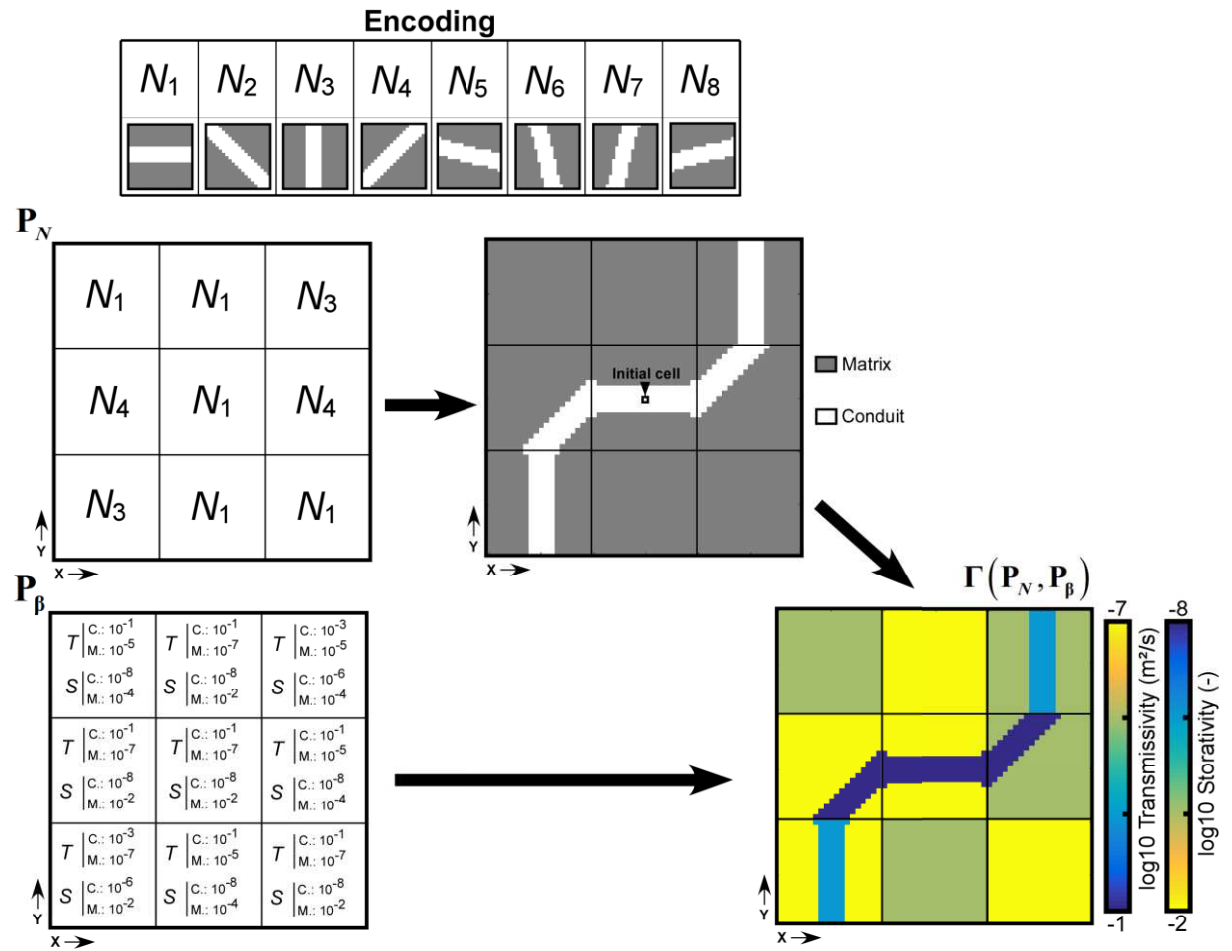 Encoding
N1 N2 N3 N4 N5 N6 N7 N8
PN
N1 N1 N3
N4 N1 N4
N3 N1 N1
Y
X
Initial cell
Matrix
Conduit
Y
X
Pβ
T C.: 10-1 T C.: 10-1 T C.: 10-3
M.: 10-5 M.: 10-7 M.: 10-5
S C.: 10-8 S C.: 10-8 S C.: 10-6
M.: 10-4 M.: 10-2 M.: 10-4
T C.: 10-1 T C.: 10-1 T C.: 10-1
M.: 10-7 M.: 10-7 M.: 10-5
S C.: 10-8 S C.: 10-8 S C.: 10-8
M.: 10-2 M.: 10-2 M.: 10-4
T C.: 10-3 T C.: 10-1 T C.: 10-1
M.: 10-7 M.: 10-5 M.: 10-7
S C.: 10-6 S C.: 10-8 S C.: 10-8
M.: 10-2 M.: 10-4 M.: 10-2
Y
X
Γ(PN, Pβ)
-7
-1
log10 Transmissivity (m²/s)
-8
-2
log10 Storativity (-)
Y
X